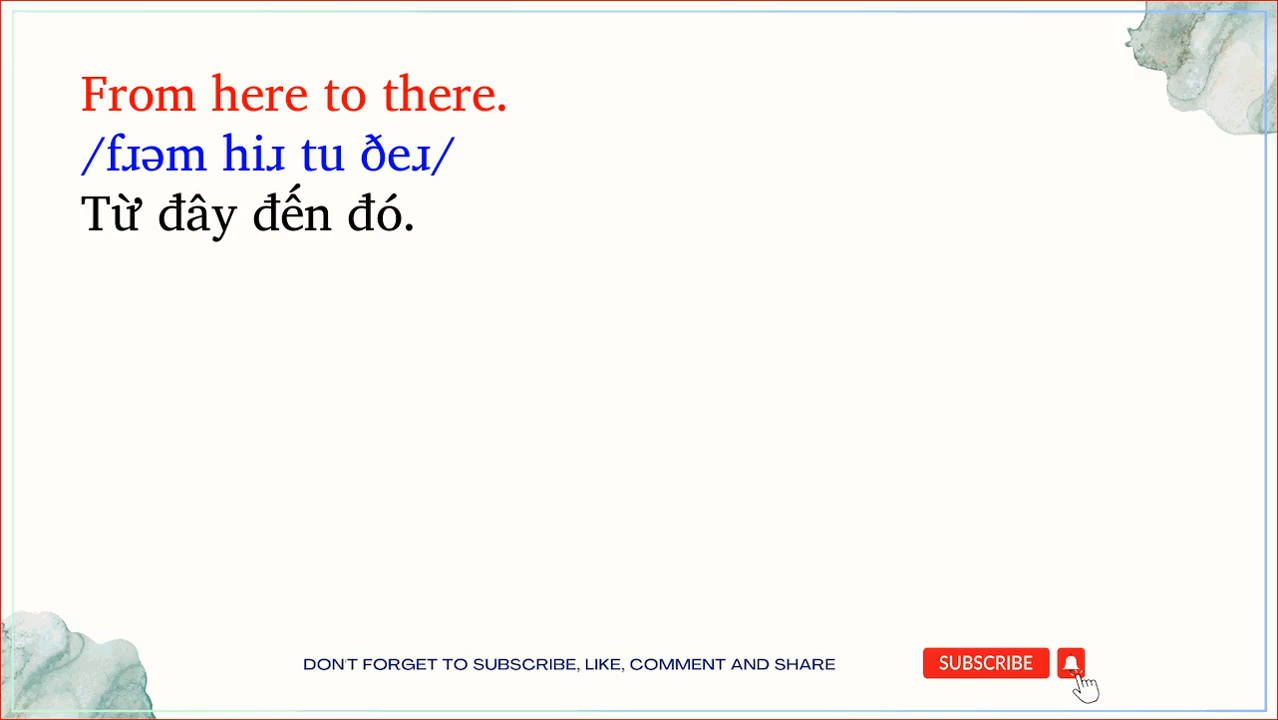 From here to there.
/fɹəm hiɹ tu ðeɹ/
Từ đây đến đó.
DON'T FORGET TO SUBSCRIBE, LIKE, COMMENT AND SHARE
SUBSCRIBE